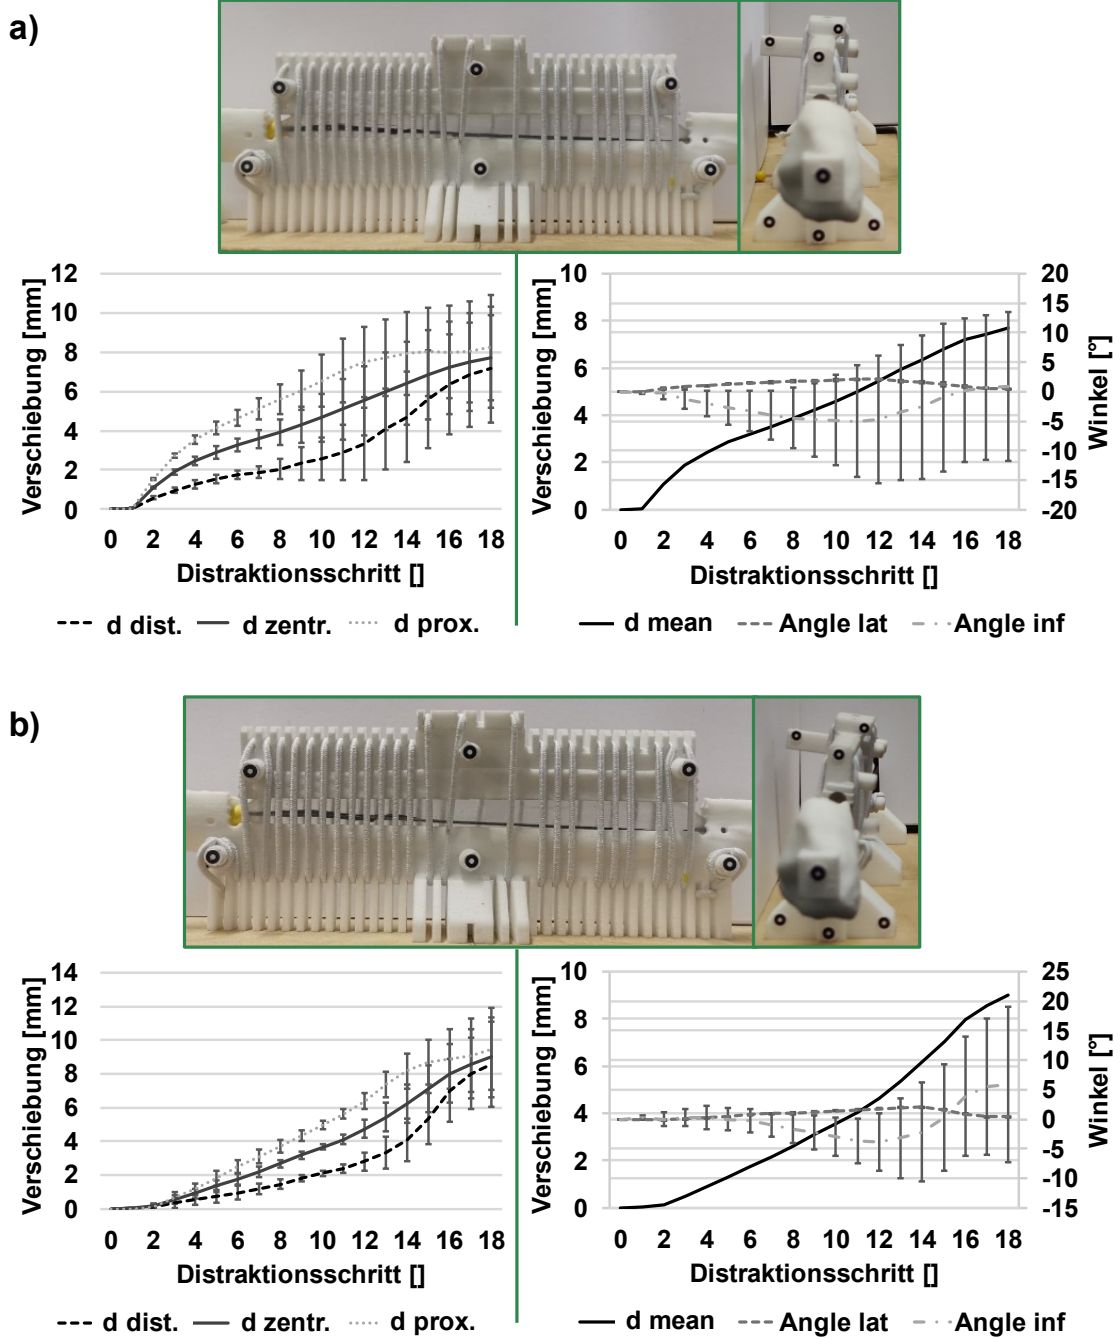 a)
Verschiebung [mm]
12
10
8
6
4
2
0
0 2 4 6 8 10 12 14 16 18
Distraktionsschritt []
d dist. d zentr. d prox.
Verschiebung [mm]
10
8
6
4
2
0
20
15
10
5
0
-5
-10
-15
-20
Winkel [°]
0 2 4 6 8 10 12 14 16 18
Distraktionsschritt []
d mean Angle lat Angle inf
b)
Verschiebung [mm]
14
12
10
8
6
4
2
0
0 2 4 6 8 10 12 14 16 18
Distraktionsschritt []
d dist. d zentr. d prox.
Verschiebung [mm]
10
8
6
4
2
0
25
20
15
10
5
0
-5
-10
-15
Winkel [°]
0 2 4 6 8 10 12 14 16 18
Distraktionsschritt []
d mean Angle lat Angle inf